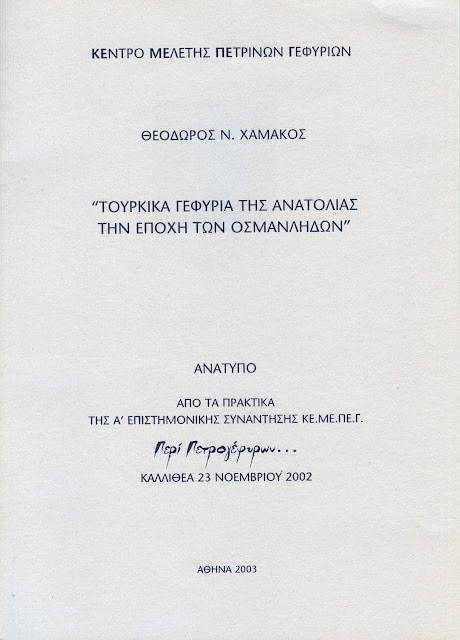 ΚΕΝΤΡΟ ΜΕΛΕΤΗΣ ΠΕΤΡΙΝΩΝ ΓΕΦΥΡΙΩΝ
ΘΕΟΔΩΡΟΣ Ν. ΧΑΜΑΚΟΣ
“ΤΟΥΡΚΙΚΑ ΓΕΦΥΡΙΑ ΤΗΣ ΑΝΑΤΟΛΙΑΣ
ΤΗΝ ΕΠΟΧΗ ΤΩΝ ΟΣΜΑΝΛΗΔΩΝ”
ΑΝΑΤΥΠΟ
ΑΠΟ ΤΑ ΠΡΑΚΤΙΚΑ
ΤΗΣ Α’ ΕΠΙΣΤΗΜΟΝΙΚΗΣ ΣΥΝΑΝΤΗΣΗΣ ΚΕ.ΜΕ.ΠΕ.Γ.
Περί Πετρογέφυρων...
ΚΑΛΛΙΘΕΑ 23 ΝΟΕΜΒΡΙΟΥ 2002
ΑΘΗΝΑ 2003